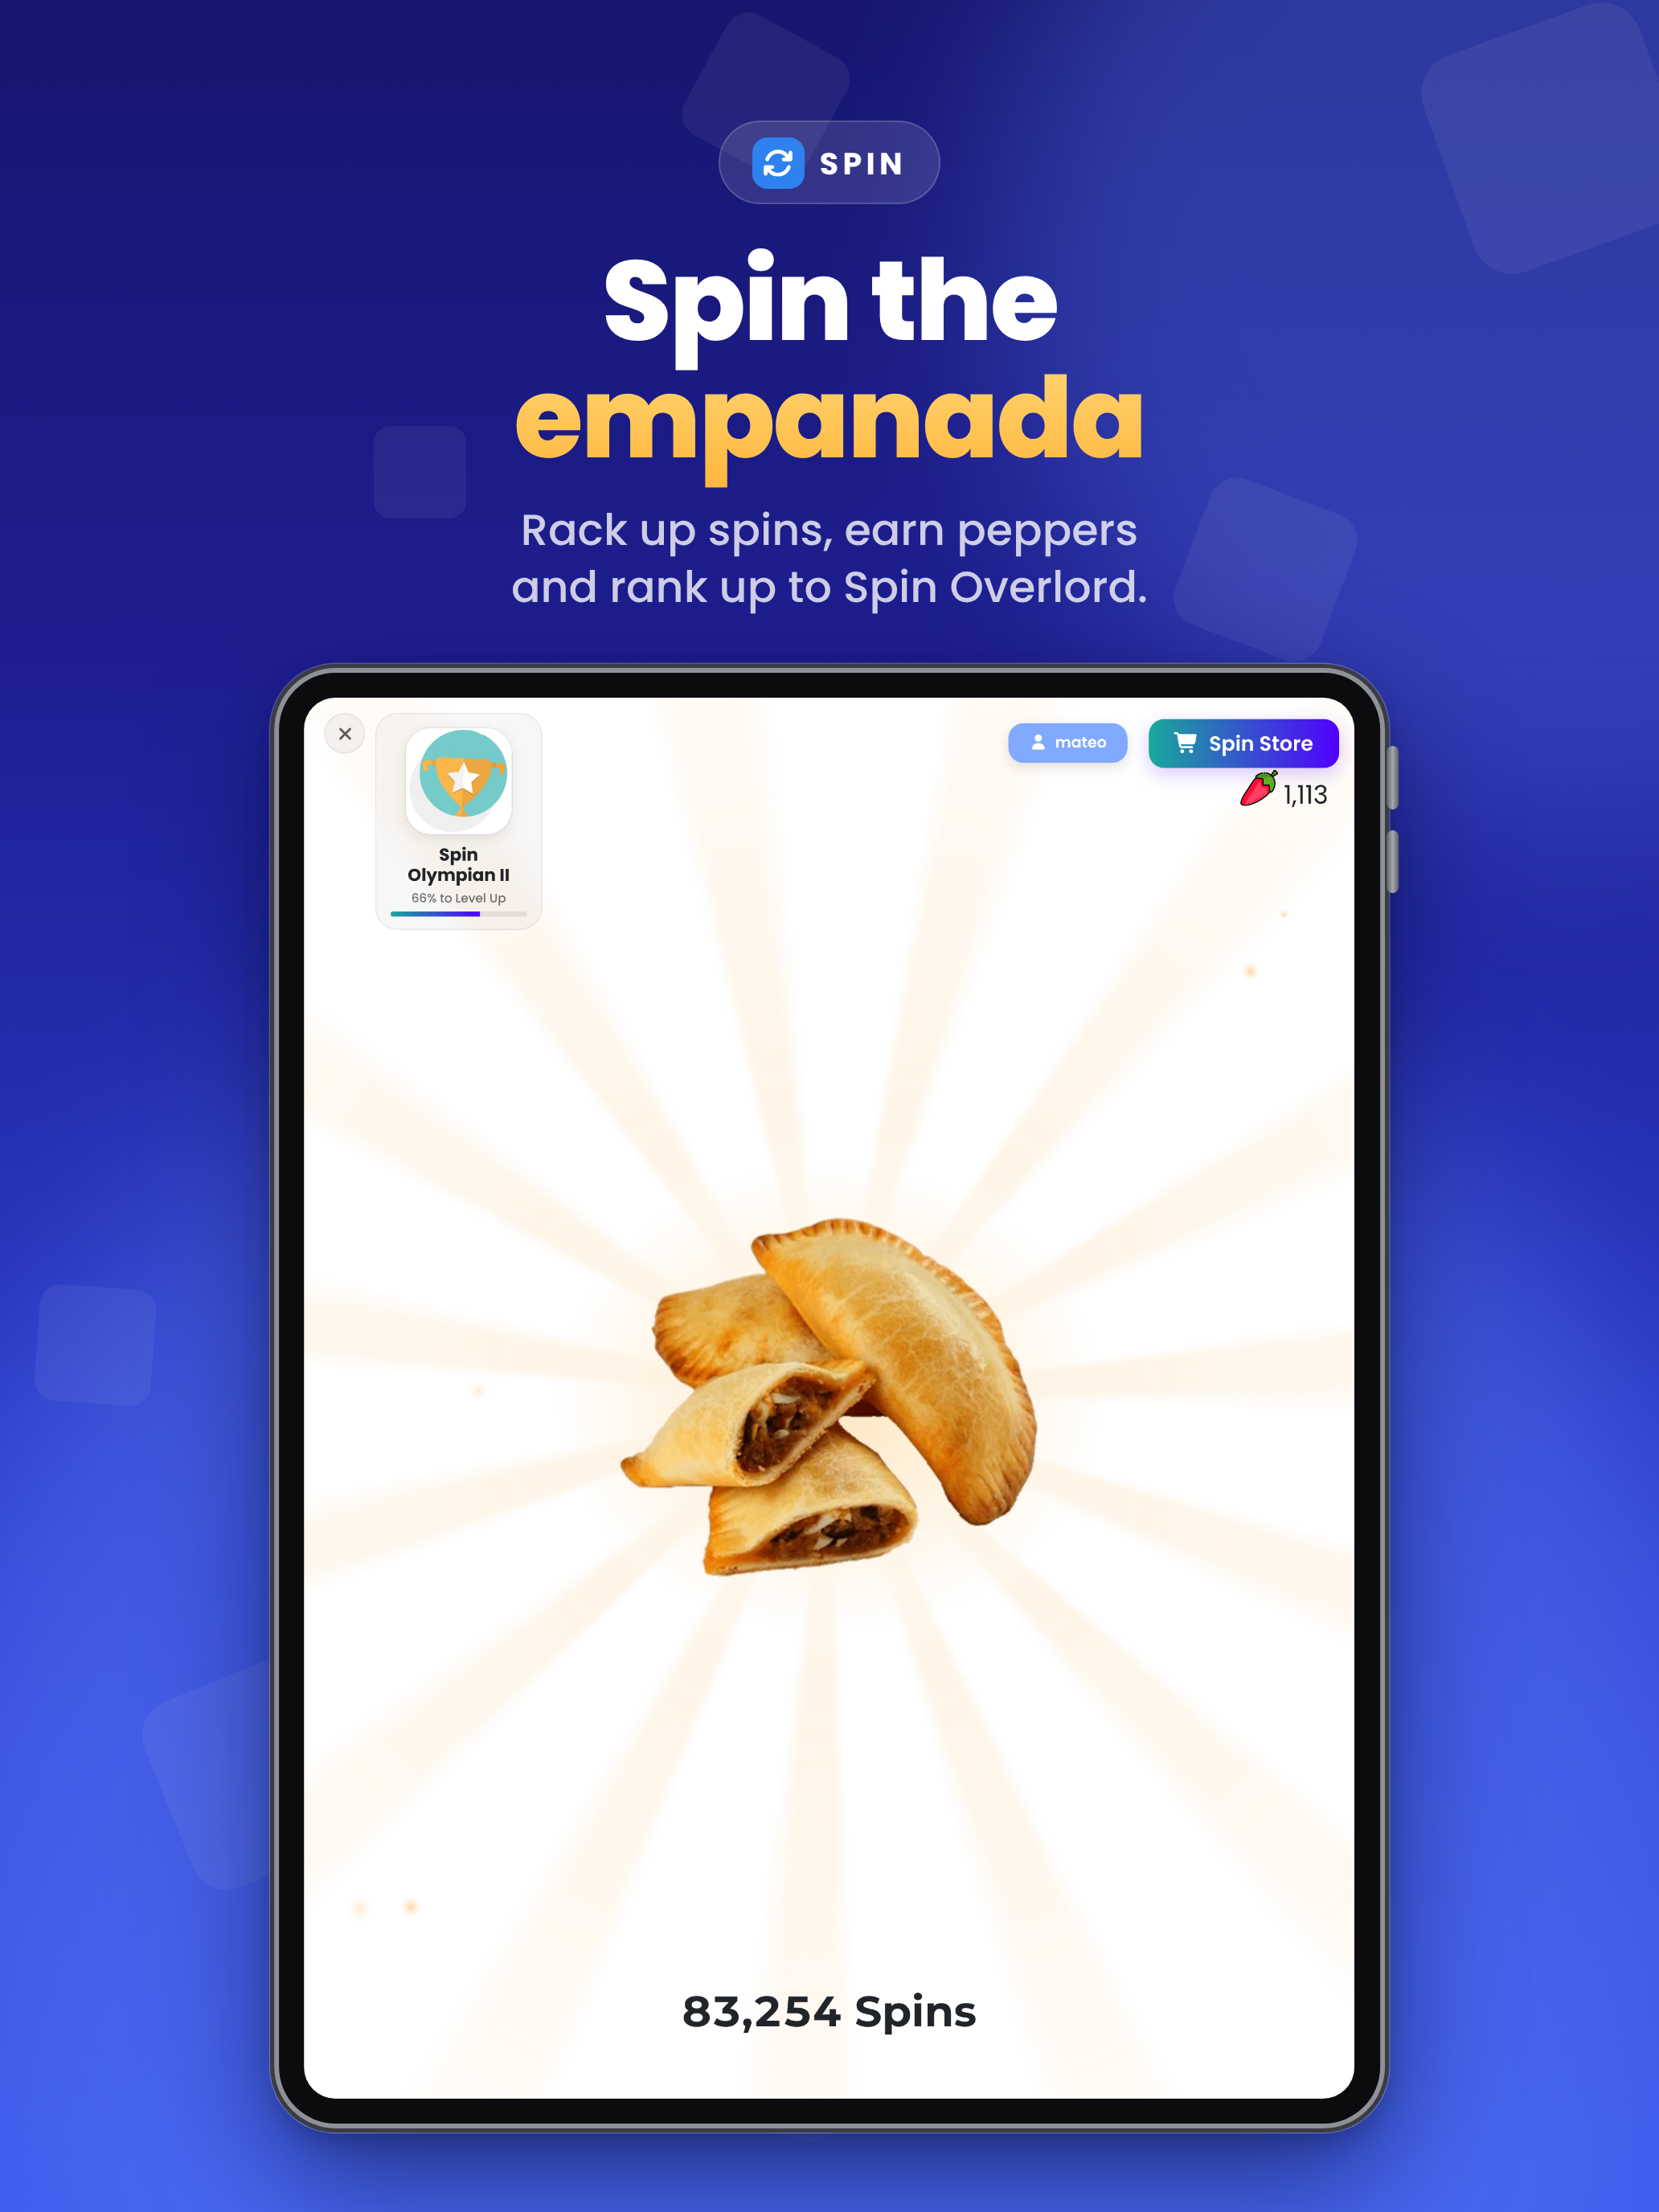 SPIN
Spin the
empanada
Rack up spins, earn peppers
and rank up to Spin Overlord.
mateo
Spin Store
1,113
Spin
Olympian II
66% to Level Up
83,254 Spins